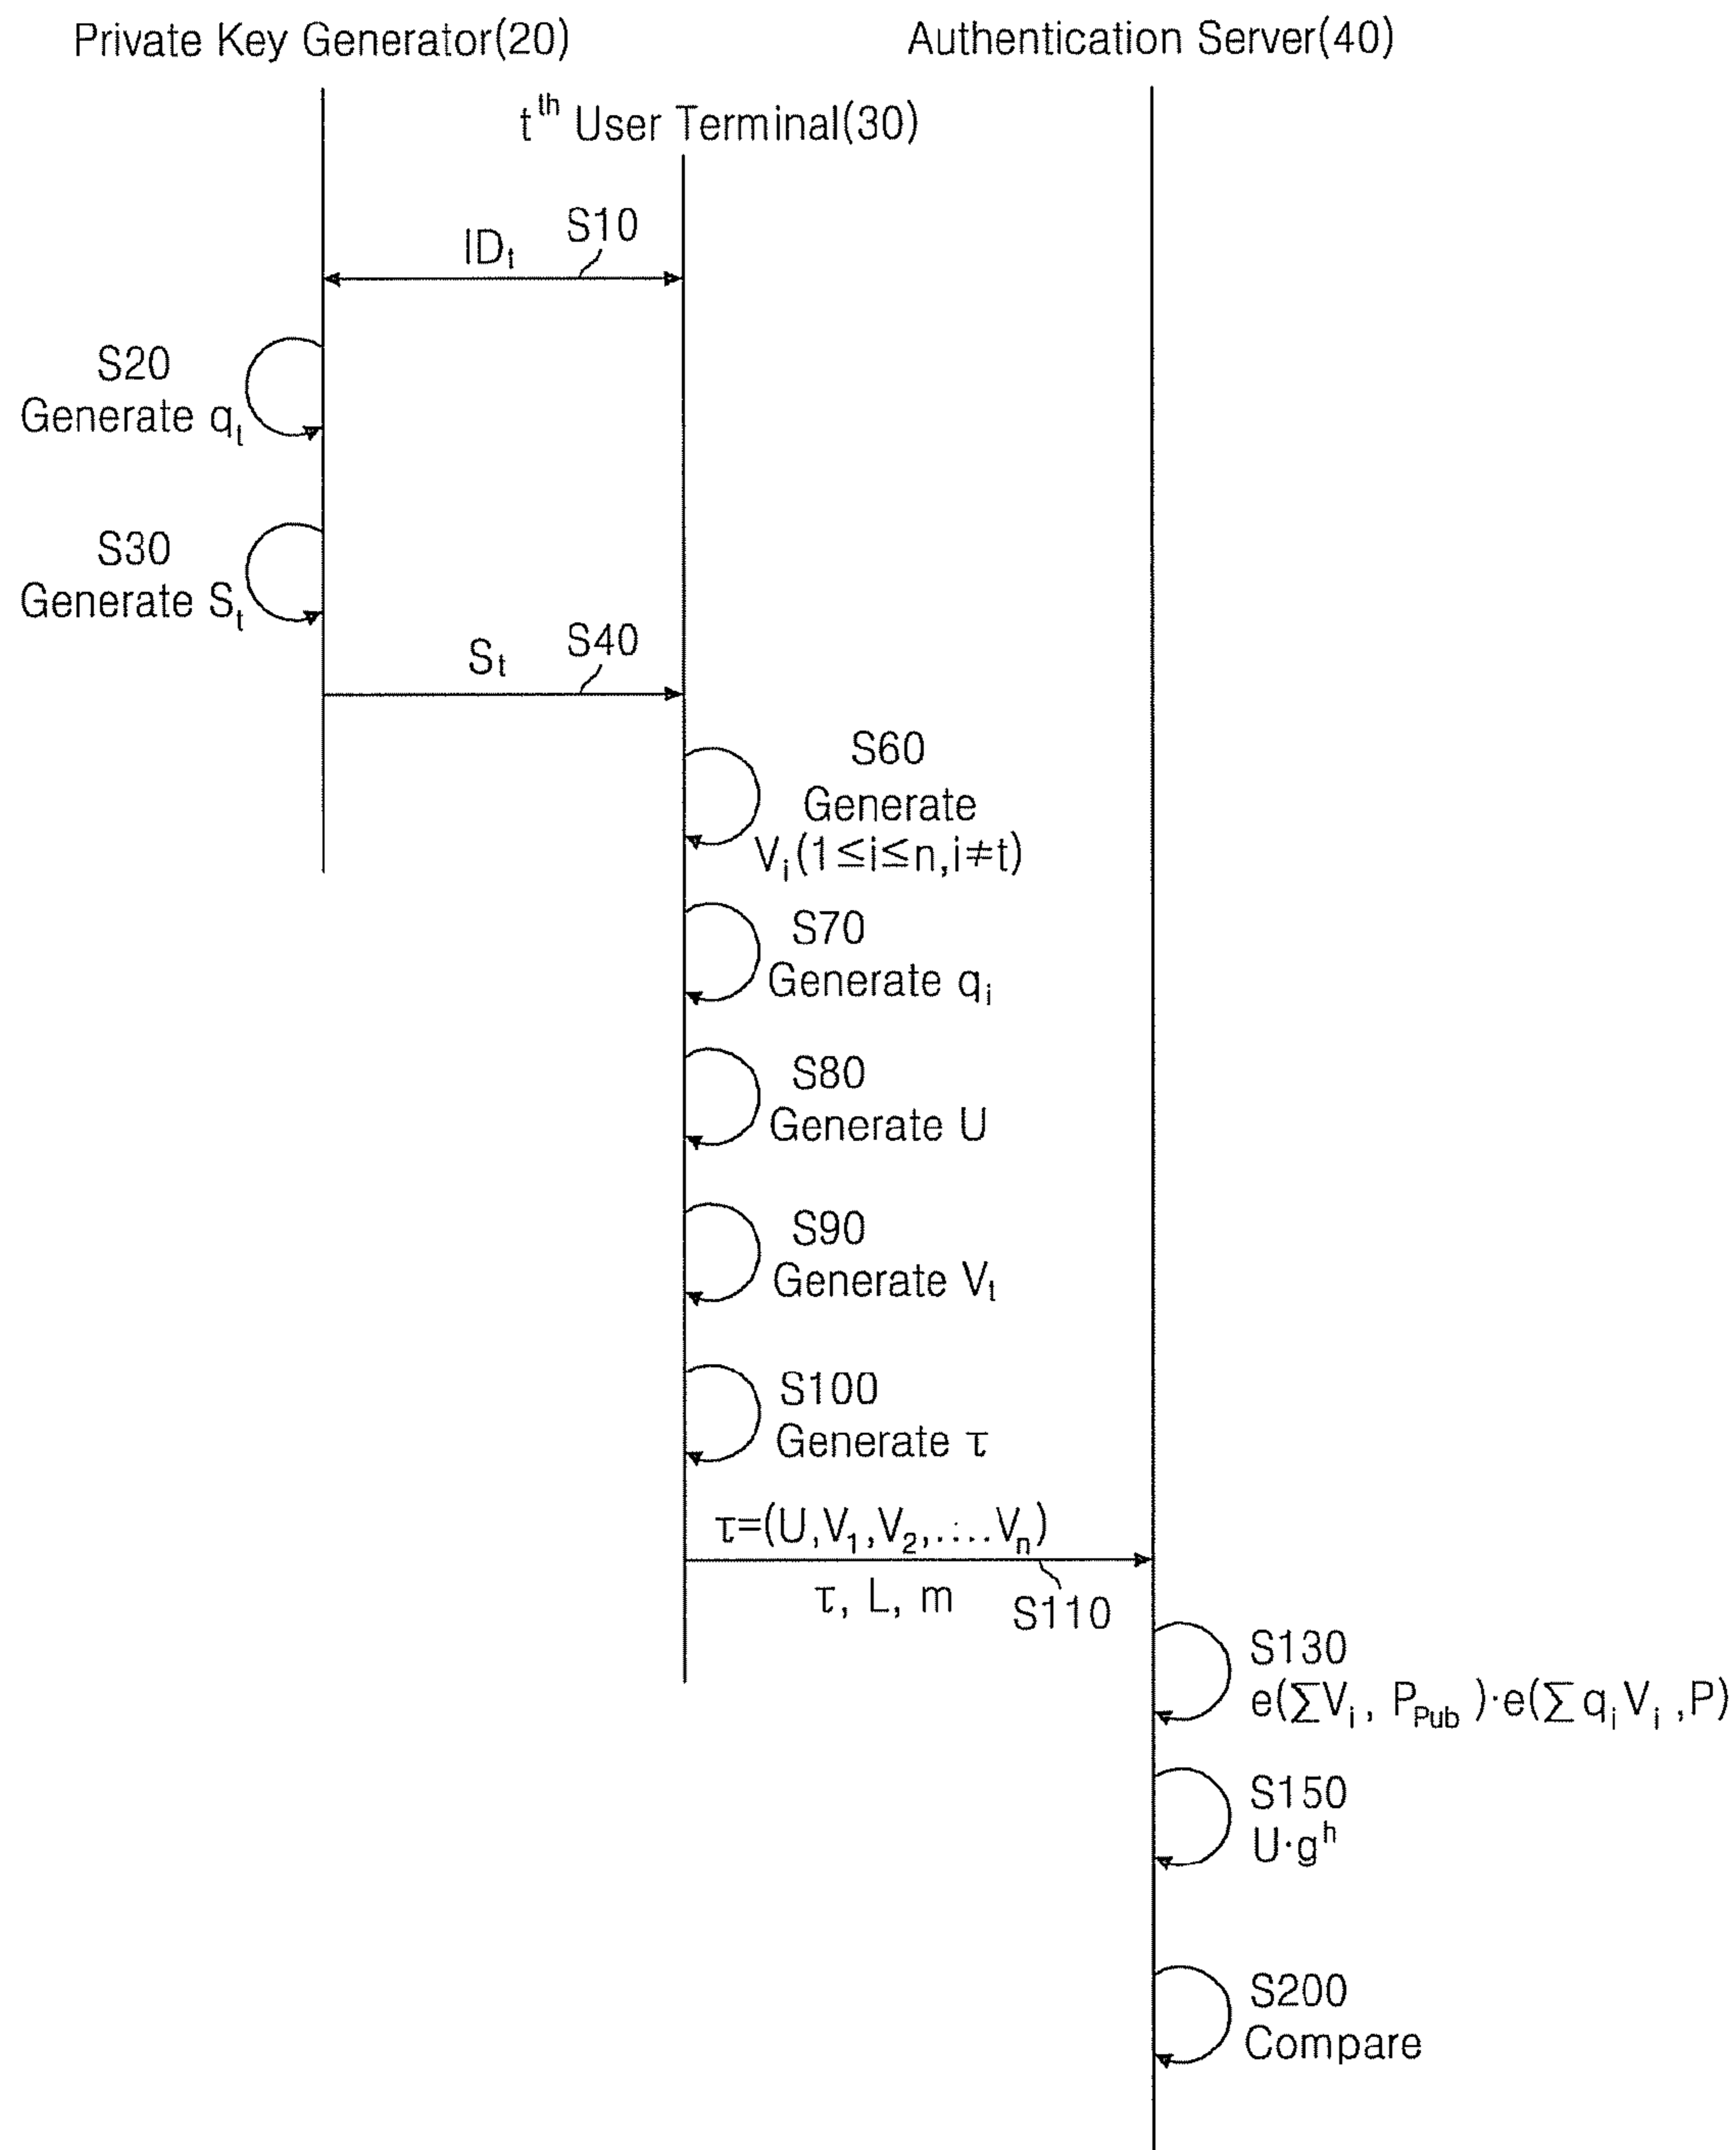 Private Key Generator(20)
Authentication Server(40)
t^th User Terminal(30)
ID_t
S10
S20
Generate q_t
S30
Generate S_t
S_t
S40
S60
Generate
V_i(1≤i≤n,i≠t)
S70
Generate q_i
S80
Generate U
S90
Generate V_t
S100
Generate τ
τ=(U,V_1,V_2,....V_n)
τ, L, m
S110
S130
e(∑V_i, P_Pub)·e(∑q_iV_i,P)
S150
U·g^h
S200
Compare